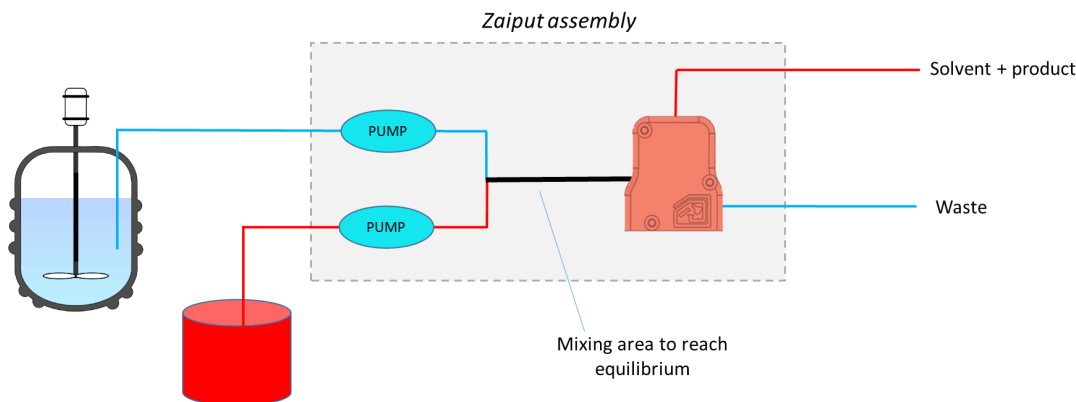 Zaiput assembly
Solvent + product
PUMP
Waste
PUMP
Mixing area to reach
equilibrium